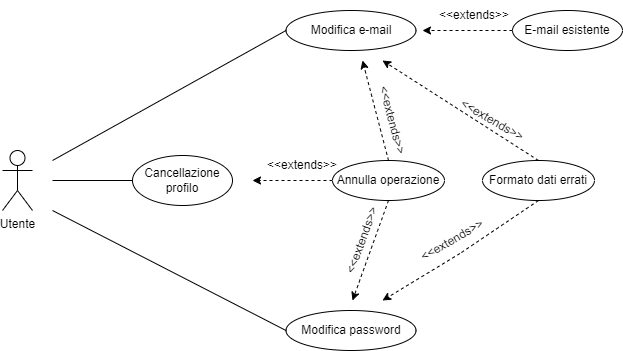 <<extends>>
Modifica e-mail
E-mail esistente
<<extends>>
<<extends>>
Cancellazione
profilo
<<extends>>
Annulla operazione
Formato dati errati
Utente
<<extends>>
<<extends>>
Modifica password